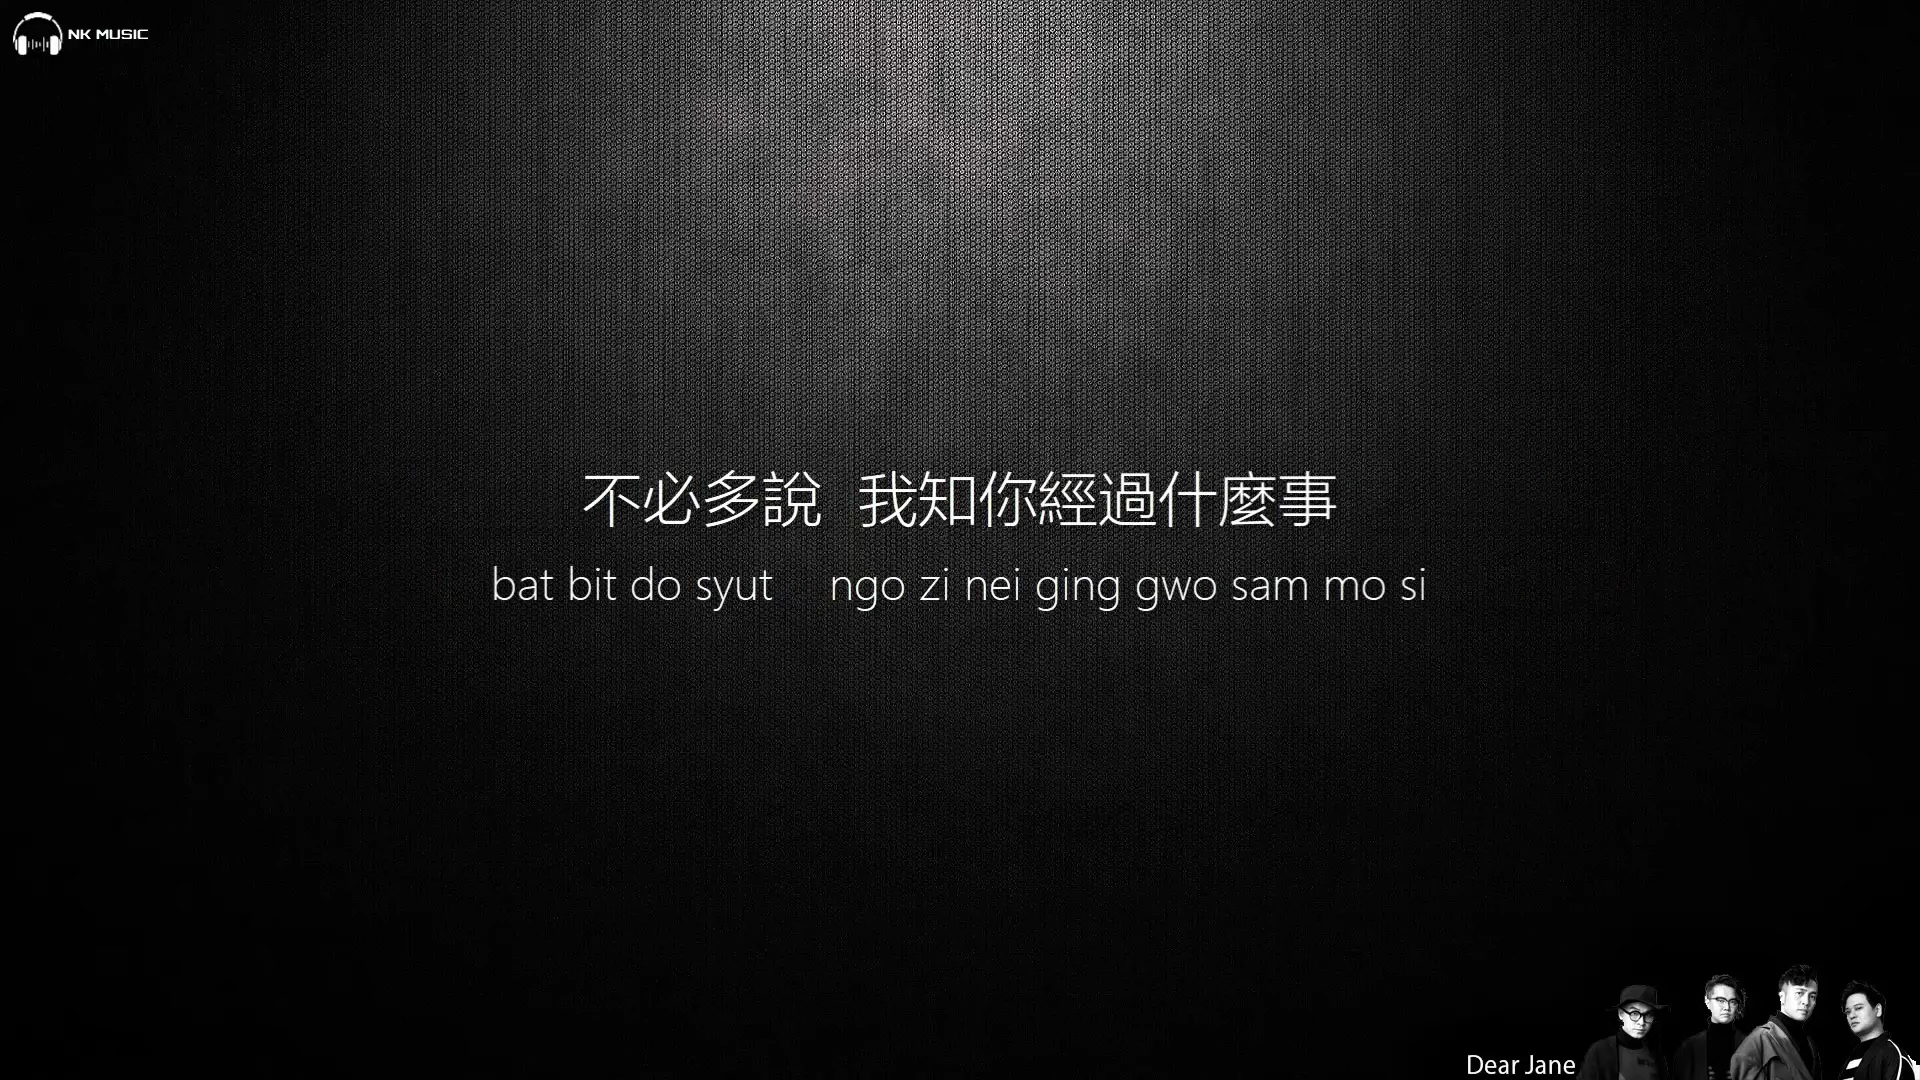 NK MUSIC
不必多說 我知你經過什麼事
bat bit do syut ngo zi nei ging gwo sam mo si
Dear Jane